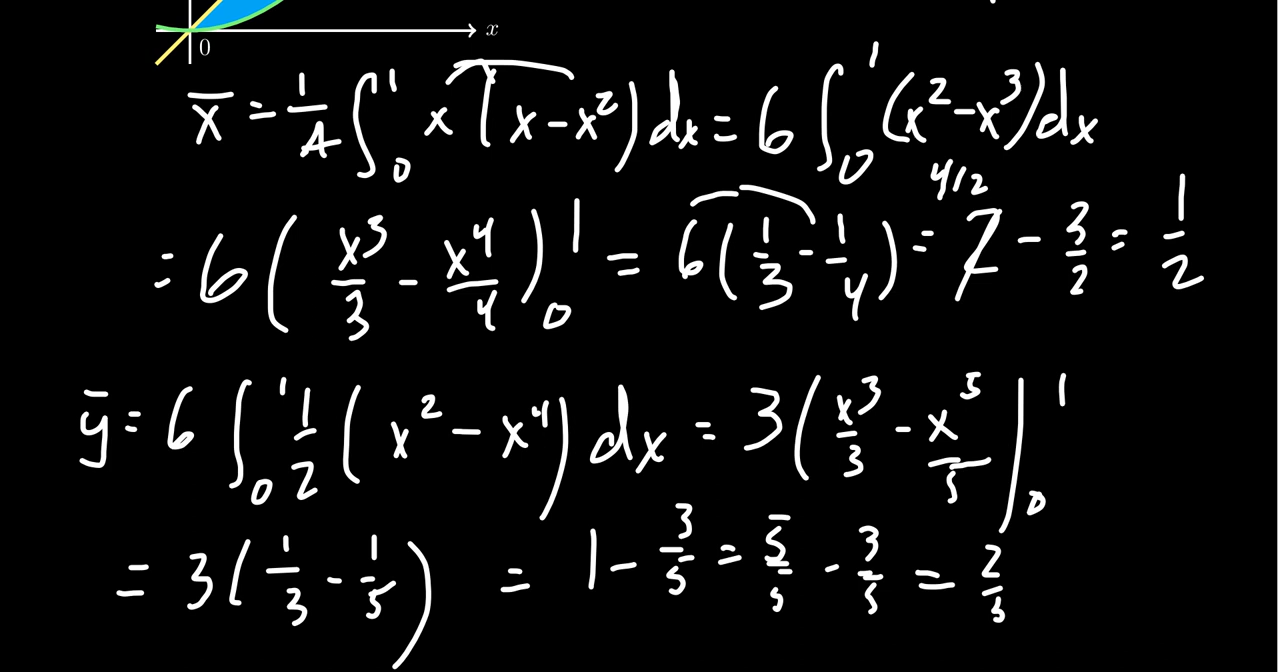 x
0
x̄ = 1/A ∫₀¹ x (x - x²) dx = 6 ∫₀¹ (x² - x³) dx
= 6 ( x³/3 - x⁴/4 )₀¹ = 6 ( 1/3 - 1/4 ) = 2 - 3/2 = 1/2
4/2
ȳ = 6 ∫₀¹ 1/2 ( x² - x⁴ ) dx = 3 ( x³/3 - x⁵/5 |₀¹
= 3 ( 1/3 - 1/5 ) = 1 - 3/5 = 5/5 - 3/5 = 2/5